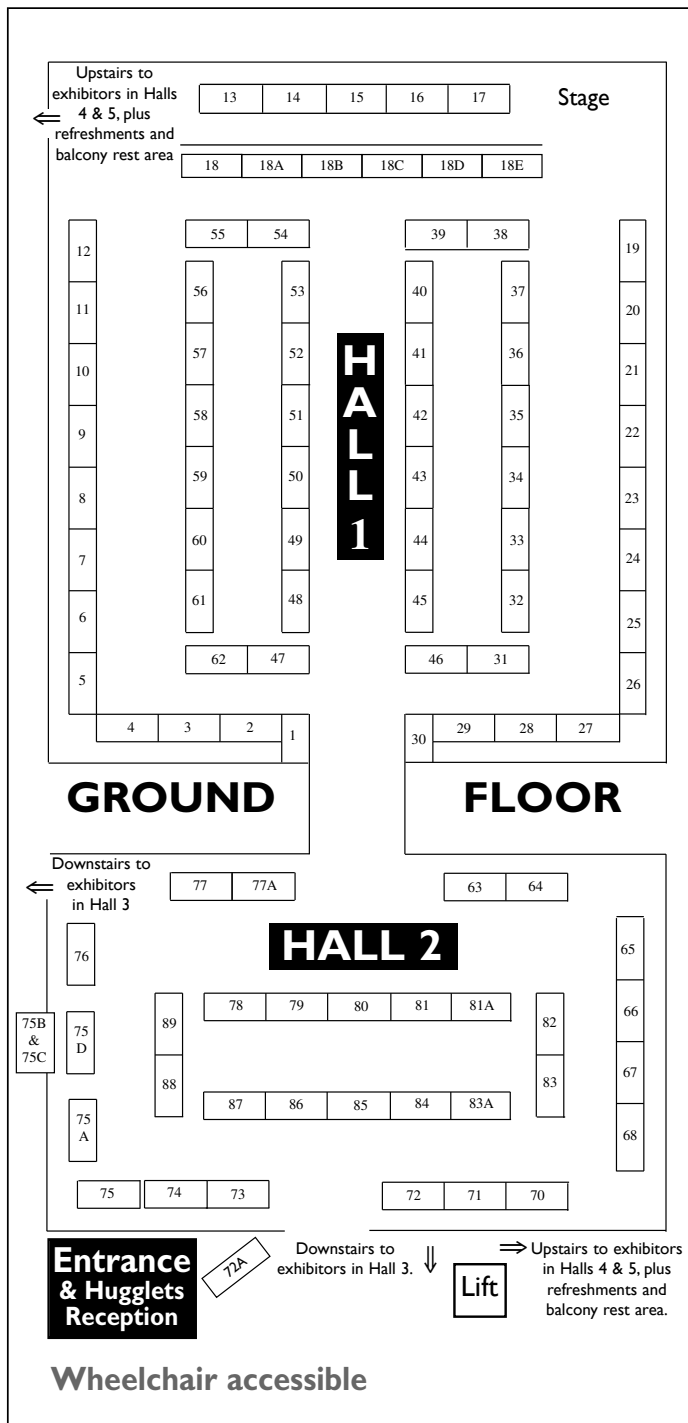 Upstairs to
exhibitors in Halls
4 & 5, plus
refreshments and
balcony rest area
13 14 15 16 17
Stage
18 18A 18B 18C 18D 18E
55 54
39 38
12
11
10
9
8
7
6
5
56
57
58
59
60
61
53
52
51
50
49
48
HALL 1
40
41
42
43
44
45
37
36
35
34
33
32
19
20
21
22
23
24
25
26
62 47
46 31
4 3 2 1
30 29 28 27
GROUND FLOOR
Downstairs to
exhibitors
in Hall 3
77 77A
63 64
HALL 2
76
75B
&
75C
75
D
75
A
89
88
78 79 80 81 81A
87 86 85 84 83A
82
83
65
66
67
68
75 74 73
72 71 70
Entrance
& Hugglets
Reception
72A
Downstairs to
exhibitors in Hall 3.
Lift
Upstairs to exhibitors
in Halls 4 & 5, plus
refreshments and
balcony rest area.
Wheelchair accessible